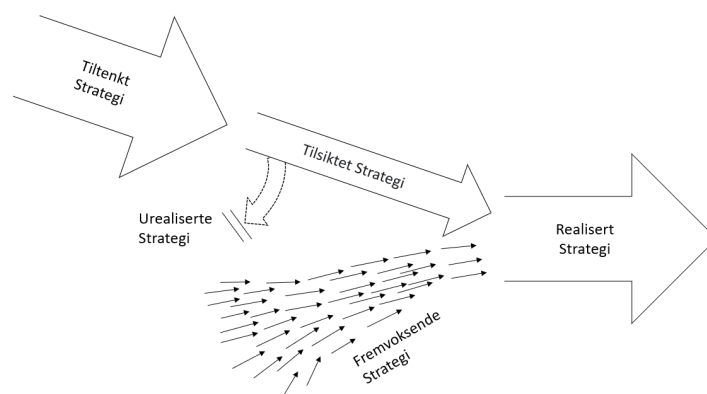 Tiltenkt
Strategi
Tilsiktet Strategi
Urealiserte
Strategi
Realisert
Strategi
Fremvoksende
Strategi